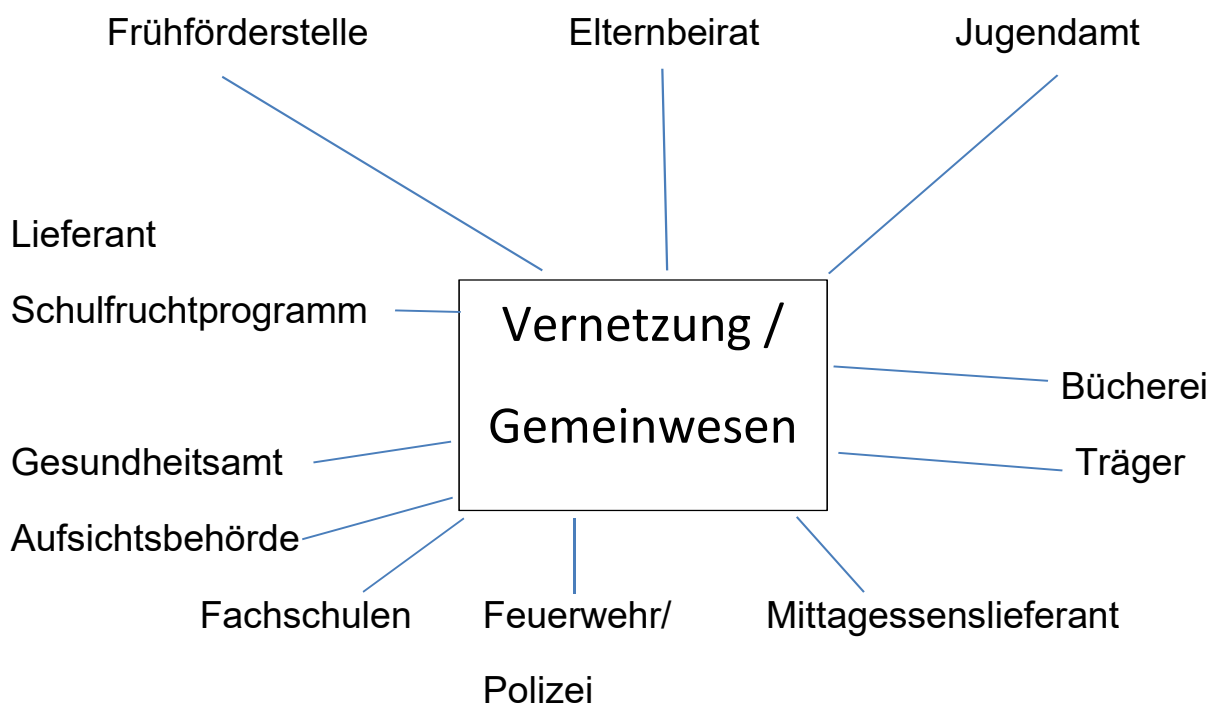 Frühförderstelle Elternbeirat Jugendamt
Lieferant
Schulfruchtprogramm
Vernetzung /
Gemeinwesen
Bücherei
Gesundheitsamt
Träger
Aufsichtsbehörde
Fachschulen
Feuerwehr/
Polizei
Mittagessenslieferant